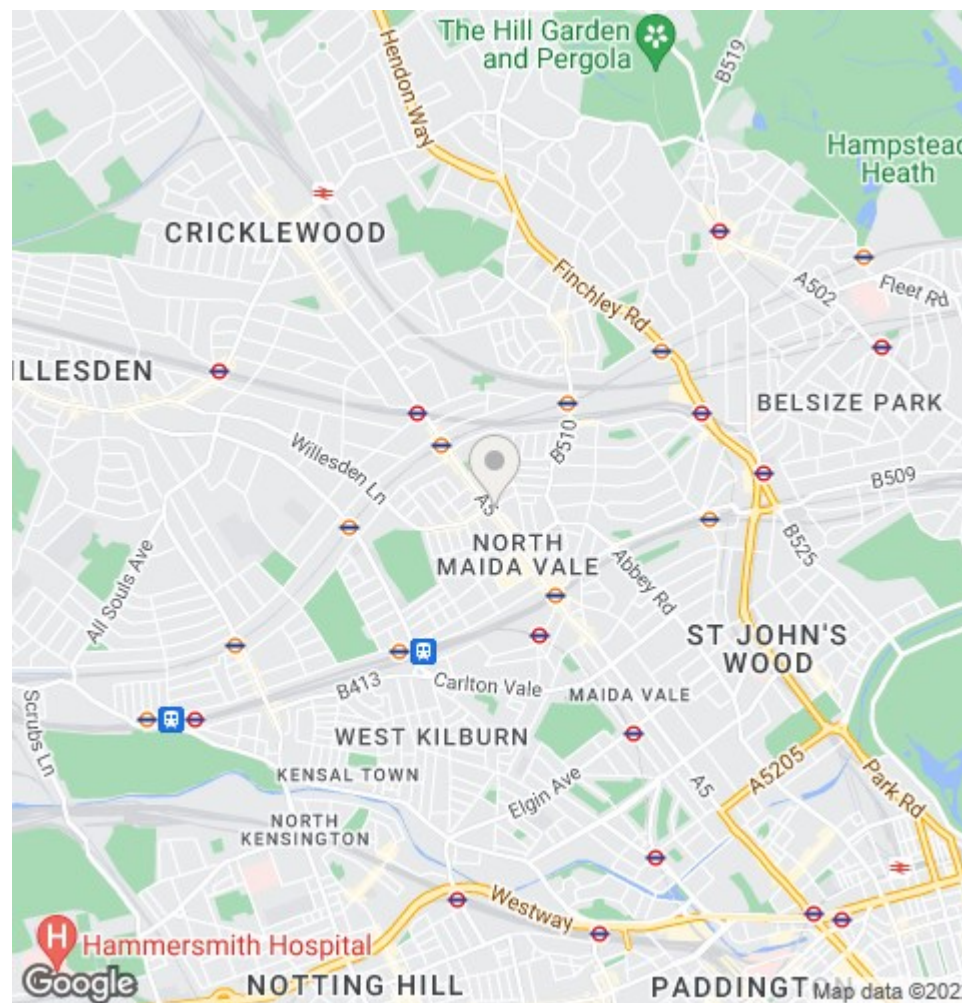 The Hill Garden
and Pergola
B519
Hendon Way
Hampstead
Heath
CRICKLEWOOD
Finchley Rd
A502
Fleet Rd
ILLESDEN
BELSIZE PARK
B510
Willesden Ln
B509
A5
NORTH
MAIDA VALE
B525
Abbey Rd
All Souls Ave
ST JOHN'S
WOOD
B413
Carlton Vale
MAIDA VALE
Scrubs Ln
WEST KILBURN
KENSAL TOWN
A5205
Elgin Ave
A5
Park Rd
NORTH
KENSINGTON
Westway
H
Hammersmith Hospital
Google
NOTTING HILL
PADDINGT
Map data ©202